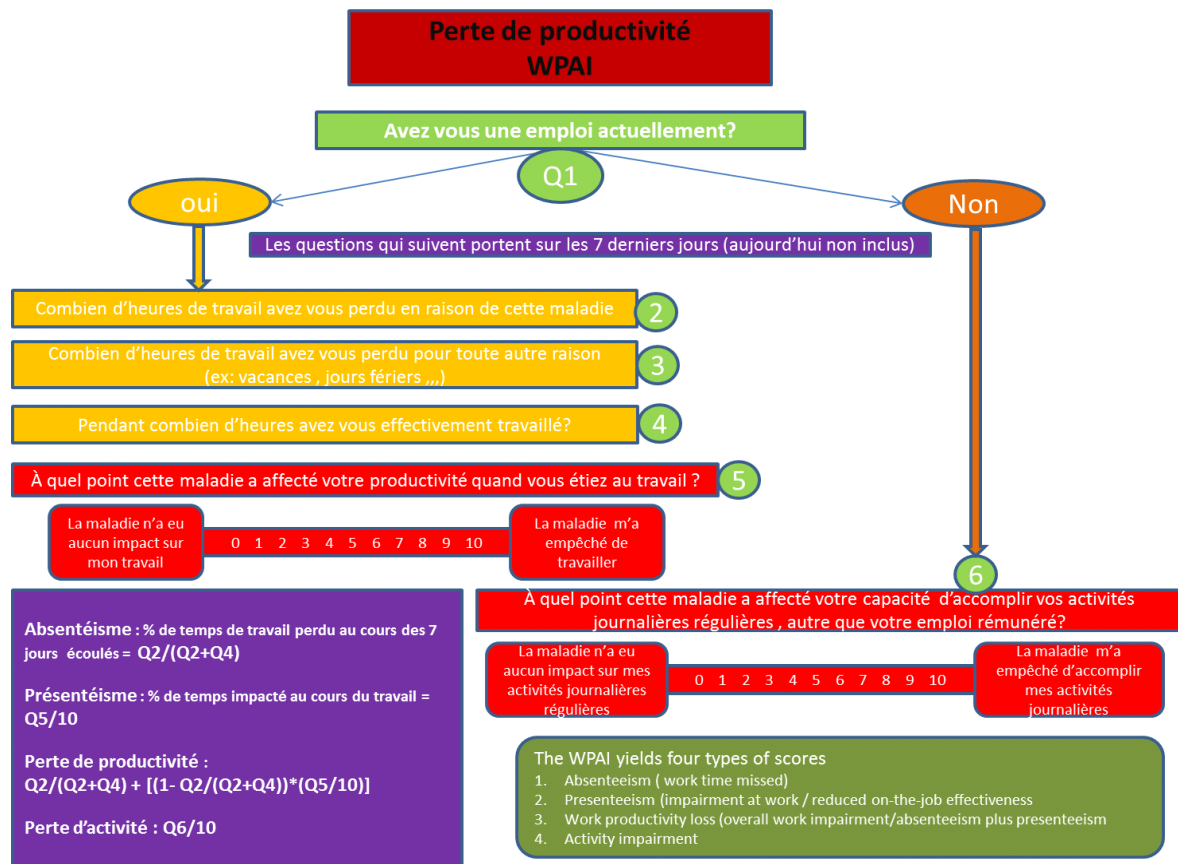 Perte de productivité
WPAI
Avez vous une emploi actuellement?
Q1
oui
Non
Les questions qui suivent portent sur les 7 derniers jours (aujourd'hui non inclus)
Combien d'heures de travail avez vous perdu en raison de cette maladie
2
Combien d'heures de travail avez vous perdu pour toute autre raison
(ex: vacances , jours fériers ,,,)
3
Pendant combien d'heures avez vous effectivement travaillé?
4
À quel point cette maladie a affecté votre productivité quand vous étiez au travail ?
5
La maladie n'a eu
aucun impact sur
mon travail
0 1 2 3 4 5 6 7 8 9 10
La maladie m'a
empêché de
travailler
6
À quel point cette maladie a affecté votre capacité d'accomplir vos activités
journalières régulières , autre que votre emploi rémunéré?
La maladie n'a eu
aucun impact sur mes
activités journalières
régulières
0 1 2 3 4 5 6 7 8 9 10
La maladie m'a
empêché d'accomplir
mes activités
journalières
Absentéisme : % de temps de travail perdu au cours des 7
jours écoulés = Q2/(Q2+Q4)
Présentéisme : % de temps impacté au cours du travail =
Q5/10
Perte de productivité :
Q2/(Q2+Q4) + [(1- Q2/(Q2+Q4))*(Q5/10)]
Perte d'activité : Q6/10
The WPAI yields four types of scores
1. Absenteeism ( work time missed)
2. Presenteeism (impairment at work / reduced on-the-job effectiveness
3. Work productivity loss (overall work impairment/absenteeism plus presenteeism
4. Activity impairment